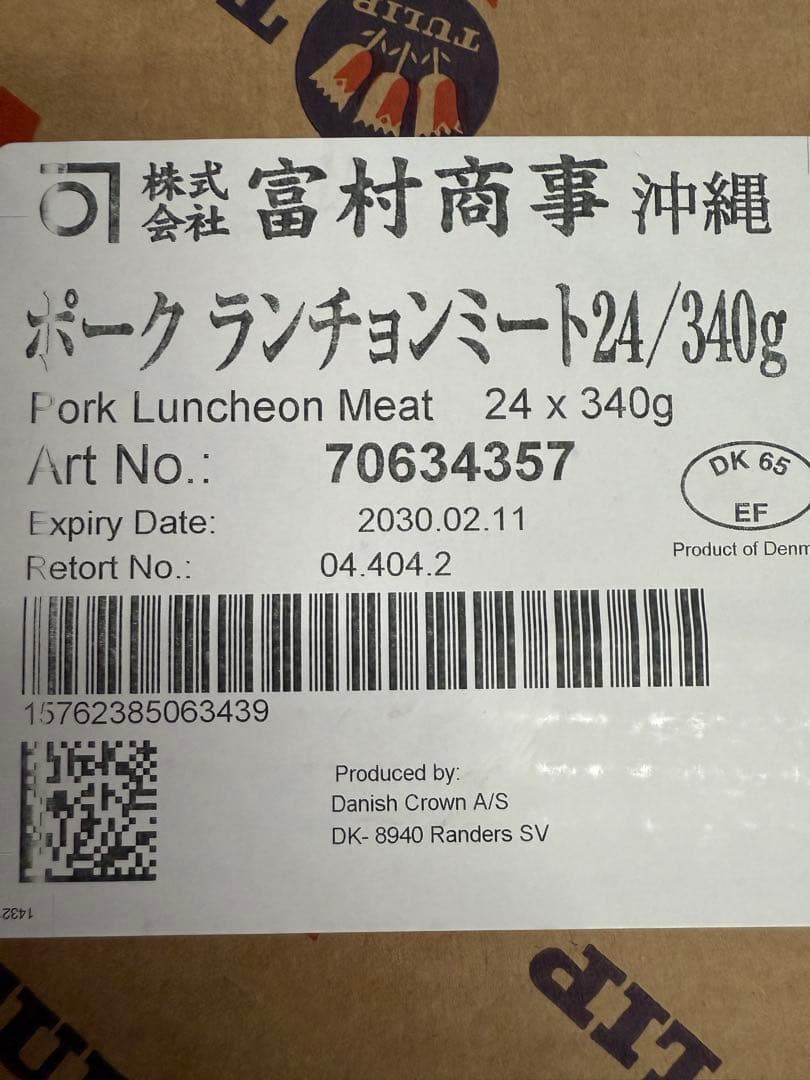 TULIP
株式会社 富村商事 沖縄
ポーク ランチョンミート24/340g
Pork Luncheon Meat 24 x 340g
Art No.: 70634357
DK 65
EF
Expiry Date: 2030.02.11
Product of Denm
Retort No.: 04.404.2
15762385063439
Produced by:
Danish Crown A/S
DK- 8940 Randers SV
1432
LIP